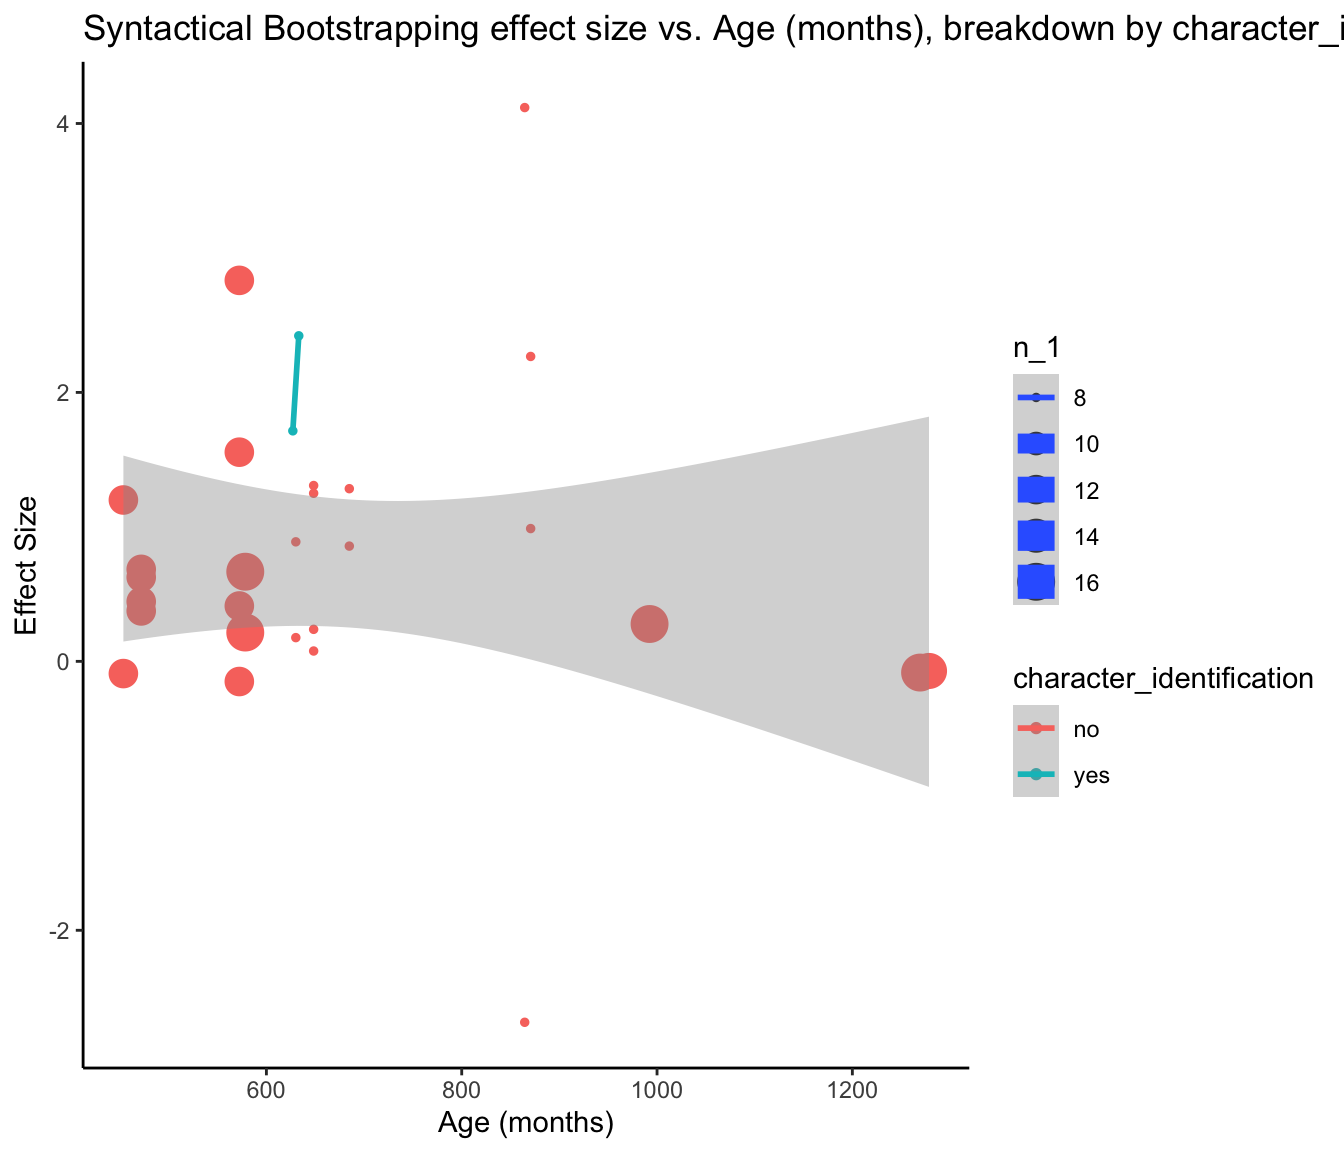 Syntactical Bootstrapping effect size vs. Age (months), breakdown by character_i
4
2
0
-2
Effect Size
600 800 1000 1200
Age (months)
n_1
8
10
12
14
16
character_identification
no
yes